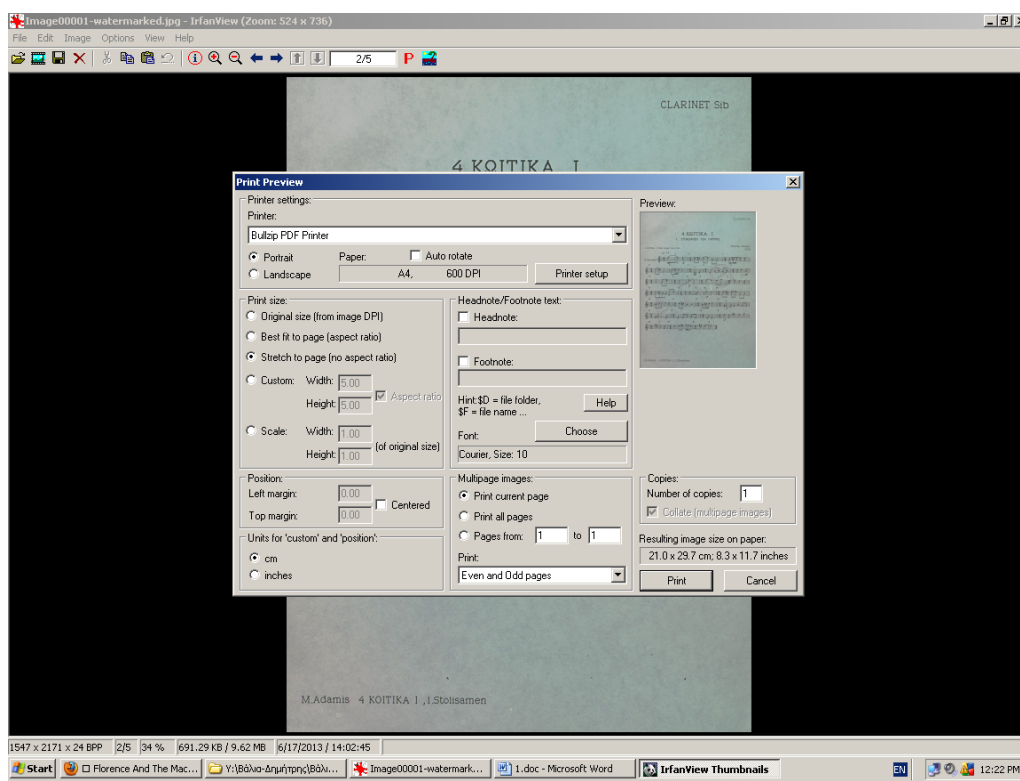 Image00001-watermarked.jpg - IrfanView (Zoom: 524 x 736)
File Edit Image Options View Help
2/5
P
CLARINET Sib
4 KOITIKA I
Print Preview
Printer settings:
Printer:
Bullzip PDF Printer
Portrait
Paper:
Auto rotate
Landscape
A4, 600 DPI
Printer setup
Preview:
Print size:
Original size (from image DPI)
Best fit to page (aspect ratio)
Stretch to page (no aspect ratio)
Custom: Width: 5.00
Height: 5.00
Aspect ratio
Scale: Width: 1.00
Height: 1.00
(of original size)
Headnote/Footnote text:
Headnote:
Footnote:
Hint:$D = file folder,
$F = file name ...
Help
Font:
Choose
Courier, Size: 10
Position:
Left margin: 0.00
Top margin: 0.00
Centered
Units for 'custom' and 'position':
cm
inches
Multipage images:
Print current page
Print all pages
Pages from: 1 to 1
Print:
Even and Odd pages
Copies:
Number of copies: 1
Collate (multipage images)
Resulting image size on paper:
21.0 x 29.7 cm; 8.3 x 11.7 inches
Print
Cancel
M.Adamis 4 KOITIKA I ,1.Stolisamen
1547 x 2171 x 24 BPP 2/5 34 % 691.29 KB / 9.62 MB 6/17/2013 / 14:02:45
Start
Florence And The Mac...
Y:\Βάλια-Δημήτρης\Βάλι...
Image00001-watermark...
1.doc - Microsoft Word
IrfanView Thumbnails
EN
12:22 PM